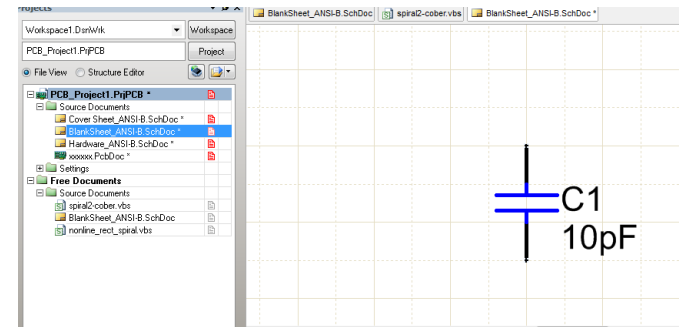 Projects
BlankSheet_ANSI-B.SchDoc spiral2-cober.vbs BlankSheet_ANSI-B.SchDoc *
Workspace1.DsnWrk Workspace
PCB_Project1.PrjPCB Project
File View Structure Editor
PCB_Project1.PrjPCB *
Source Documents
Cover Sheet_ANSI-B.SchDoc *
BlankSheet_ANSI-B.SchDoc *
Hardware_ANSI-B.SchDoc *
xxxxxx.PcbDoc *
Settings
Free Documents
Source Documents
spiral2-cober.vbs
BlankSheet_ANSI-B.SchDoc
nonline_rect_spiral.vbs
C1
10pF